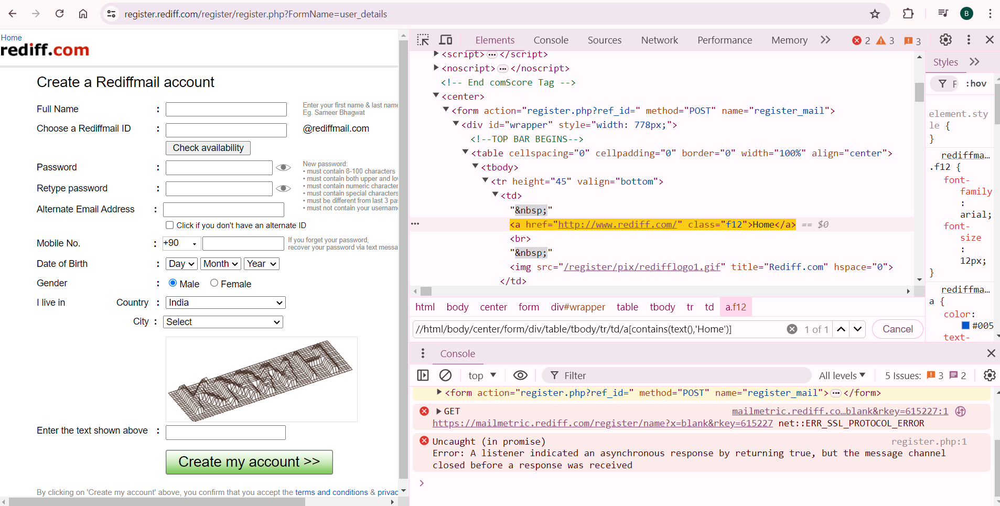 register.rediff.com/register/register.php?FormName=user_details
B
Home
rediff.com
Create a Rediffmail account
Full Name :
Enter your first name & last name
Eg. Sameer Bhagwat
Choose a Rediffmail ID : @rediffmail.com
Check availability
Password :
Retype password :
New password:
• must contain 8-100 characters
• must contain both upper and lo
• must contain numeric character
• must contain special characters
• must be different from last 3 pa
• must not contain your usernam
Alternate Email Address :
Click if you don't have an alternate ID
Mobile No. : +90
If you forget your password,
recover your password via text messa
Date of Birth : Day Month Year
Gender : Male Female
I live in Country : India
City : Select
Enter the text shown above :
Create my account >>
By clicking on 'Create my account' above, you confirm that you accept the terms and conditions & privac
Elements Console Sources Network Performance Memory 2 3 3
<script> ••• </script>
<noscript> ••• </noscript>
<!-- End comScore Tag -->
<center>
<form action="register.php?ref_id=" method="POST" name="register_mail">
<div id="wrapper" style="width: 778px;">
<!--TOP BAR BEGINS-->
<table cellspacing="0" cellpadding="0" border="0" width="100%" align="center">
<tbody>
<tr height="45" valign="bottom">
<td>
"&nbsp;"
<a href="http://www.rediff.com/" class="f12">Home</a> == $0
<br>
"&nbsp;"
<img src="/register/pix/redifflogo1.gif" title="Rediff.com" hspace="0">
</td>
html body center form div#wrapper table tbody tr td a.f12
//html/body/center/form/div/table/tbody/tr/td/a[contains(text(),'Home')] 1 of 1 Cancel
Styles
F :hov
element.sty
le {
}
rediffma…
.f12 {
font-
family
:
arial;
font-
size
:
12px;
}
rediffma…
a {
color:
#005
text-
Console
top Filter All levels 5 Issues: 3 2
<form action="register.php?ref_id=" method="POST" name="register_mail"> ••• </form>
GET mailmetric.rediff.co…blank&rkey=615227:1
https://mailmetric.rediff.com/register/name?x=blank&rkey=615227 net::ERR_SSL_PROTOCOL_ERROR
Uncaught (in promise) register.php:1
Error: A listener indicated an asynchronous response by returning true, but the message channel
closed before a response was received